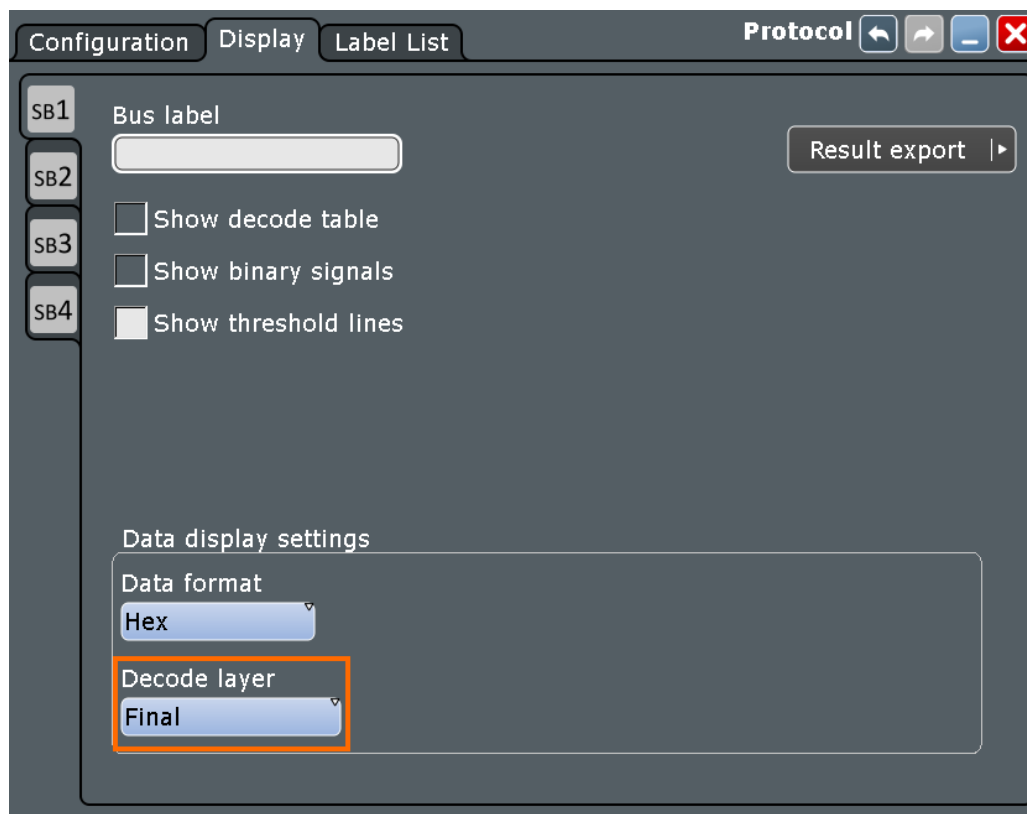 Configuration Display Label List Protocol
SB1 Bus label
Result export
SB2
Show decode table
SB3
Show binary signals
SB4
Show threshold lines
Data display settings
Data format
Hex
Decode layer
Final